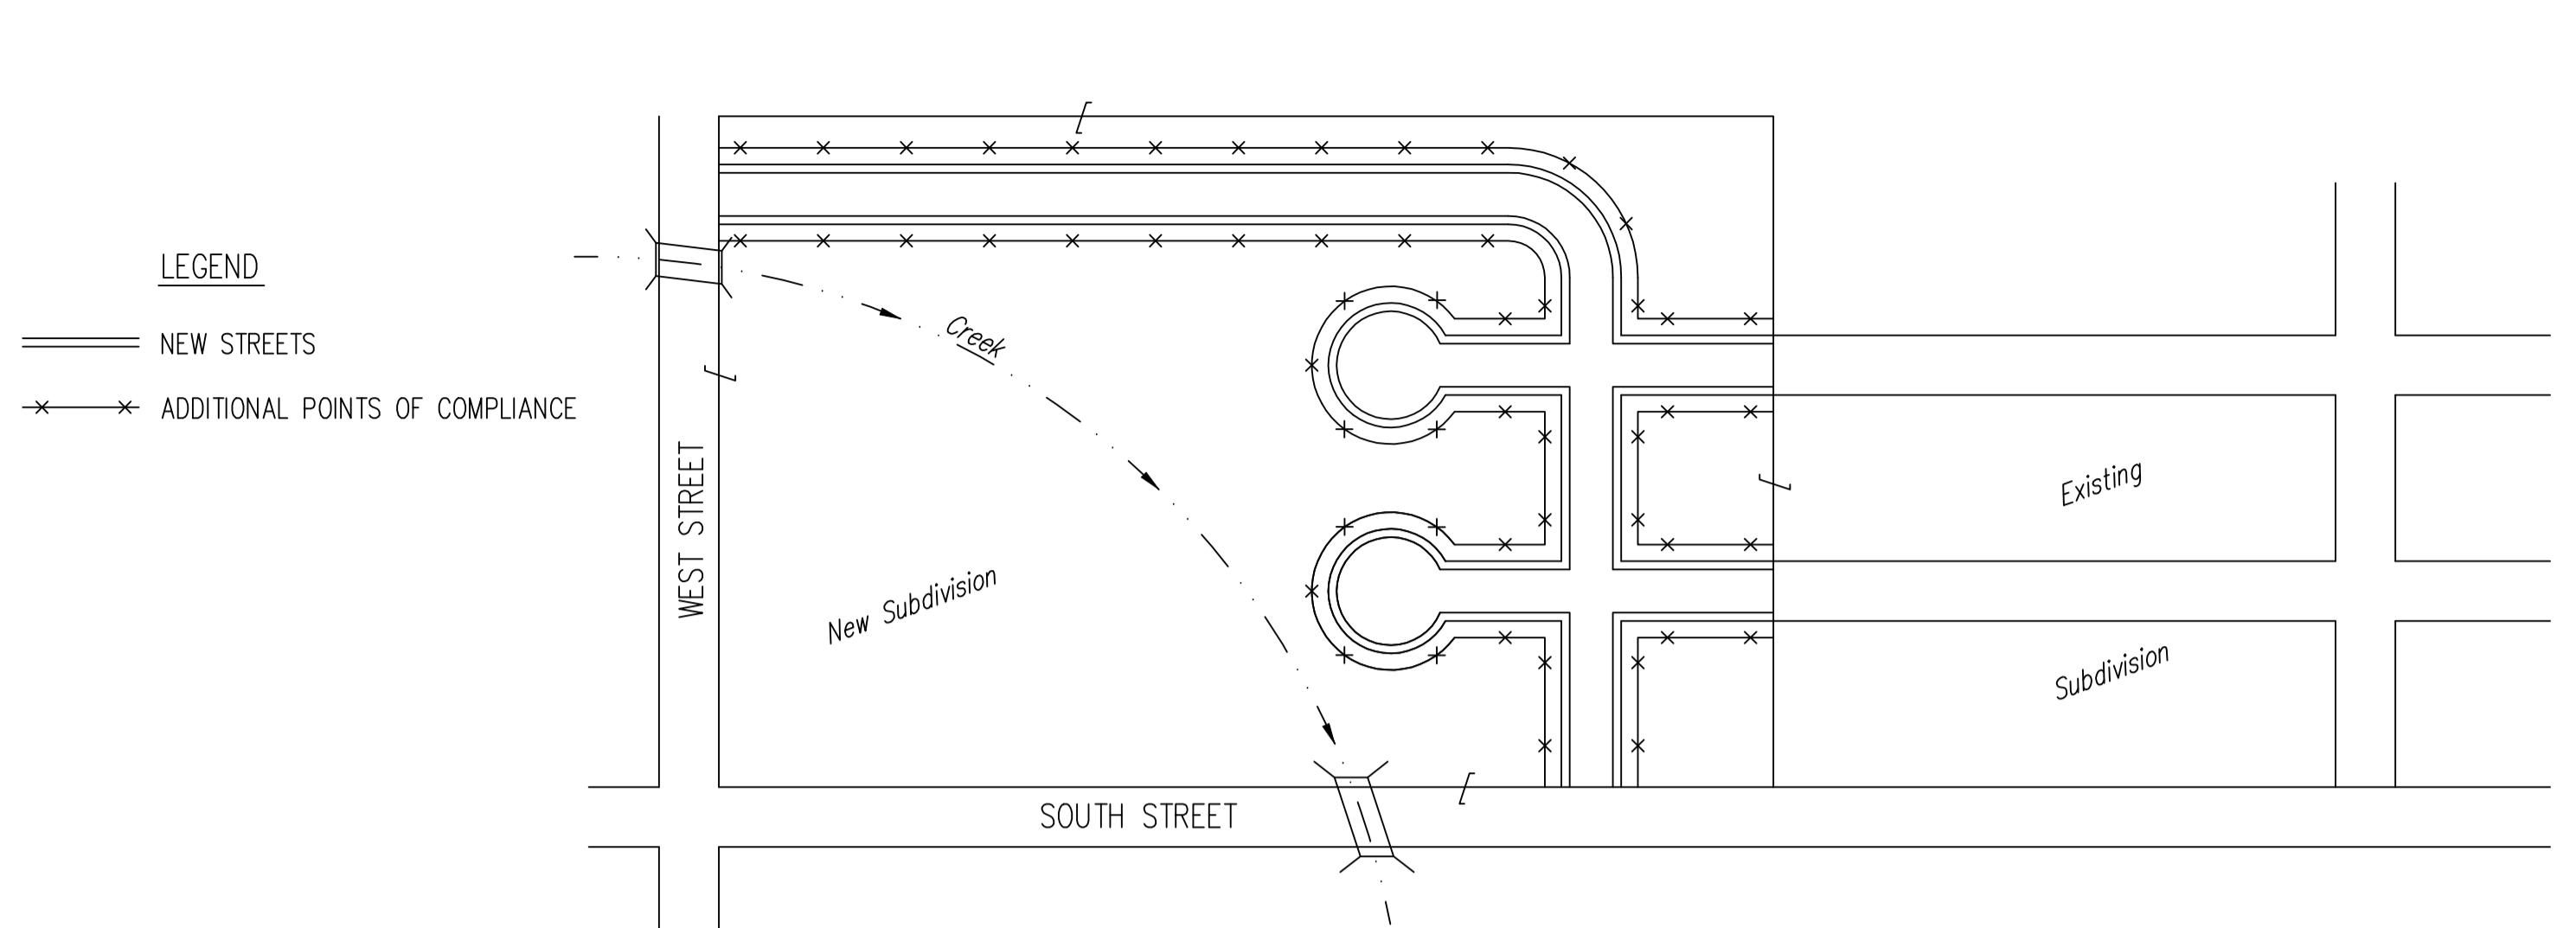 LEGEND
NEW STREETS
ADDITIONAL POINTS OF COMPLIANCE
WEST STREET
Creek
New Subdivision
SOUTH STREET
Existing
Subdivision